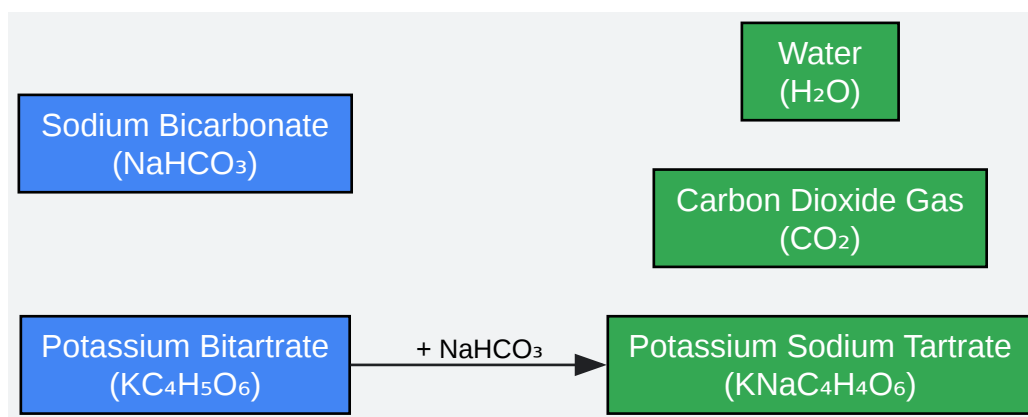 Water
(H₂O)
Sodium Bicarbonate
(NaHCO₃)
Carbon Dioxide Gas
(CO₂)
Potassium Bitartrate
(KC₄H₅O₆)
+ NaHCO₃
Potassium Sodium Tartrate
(KNaC₄H₄O₆)